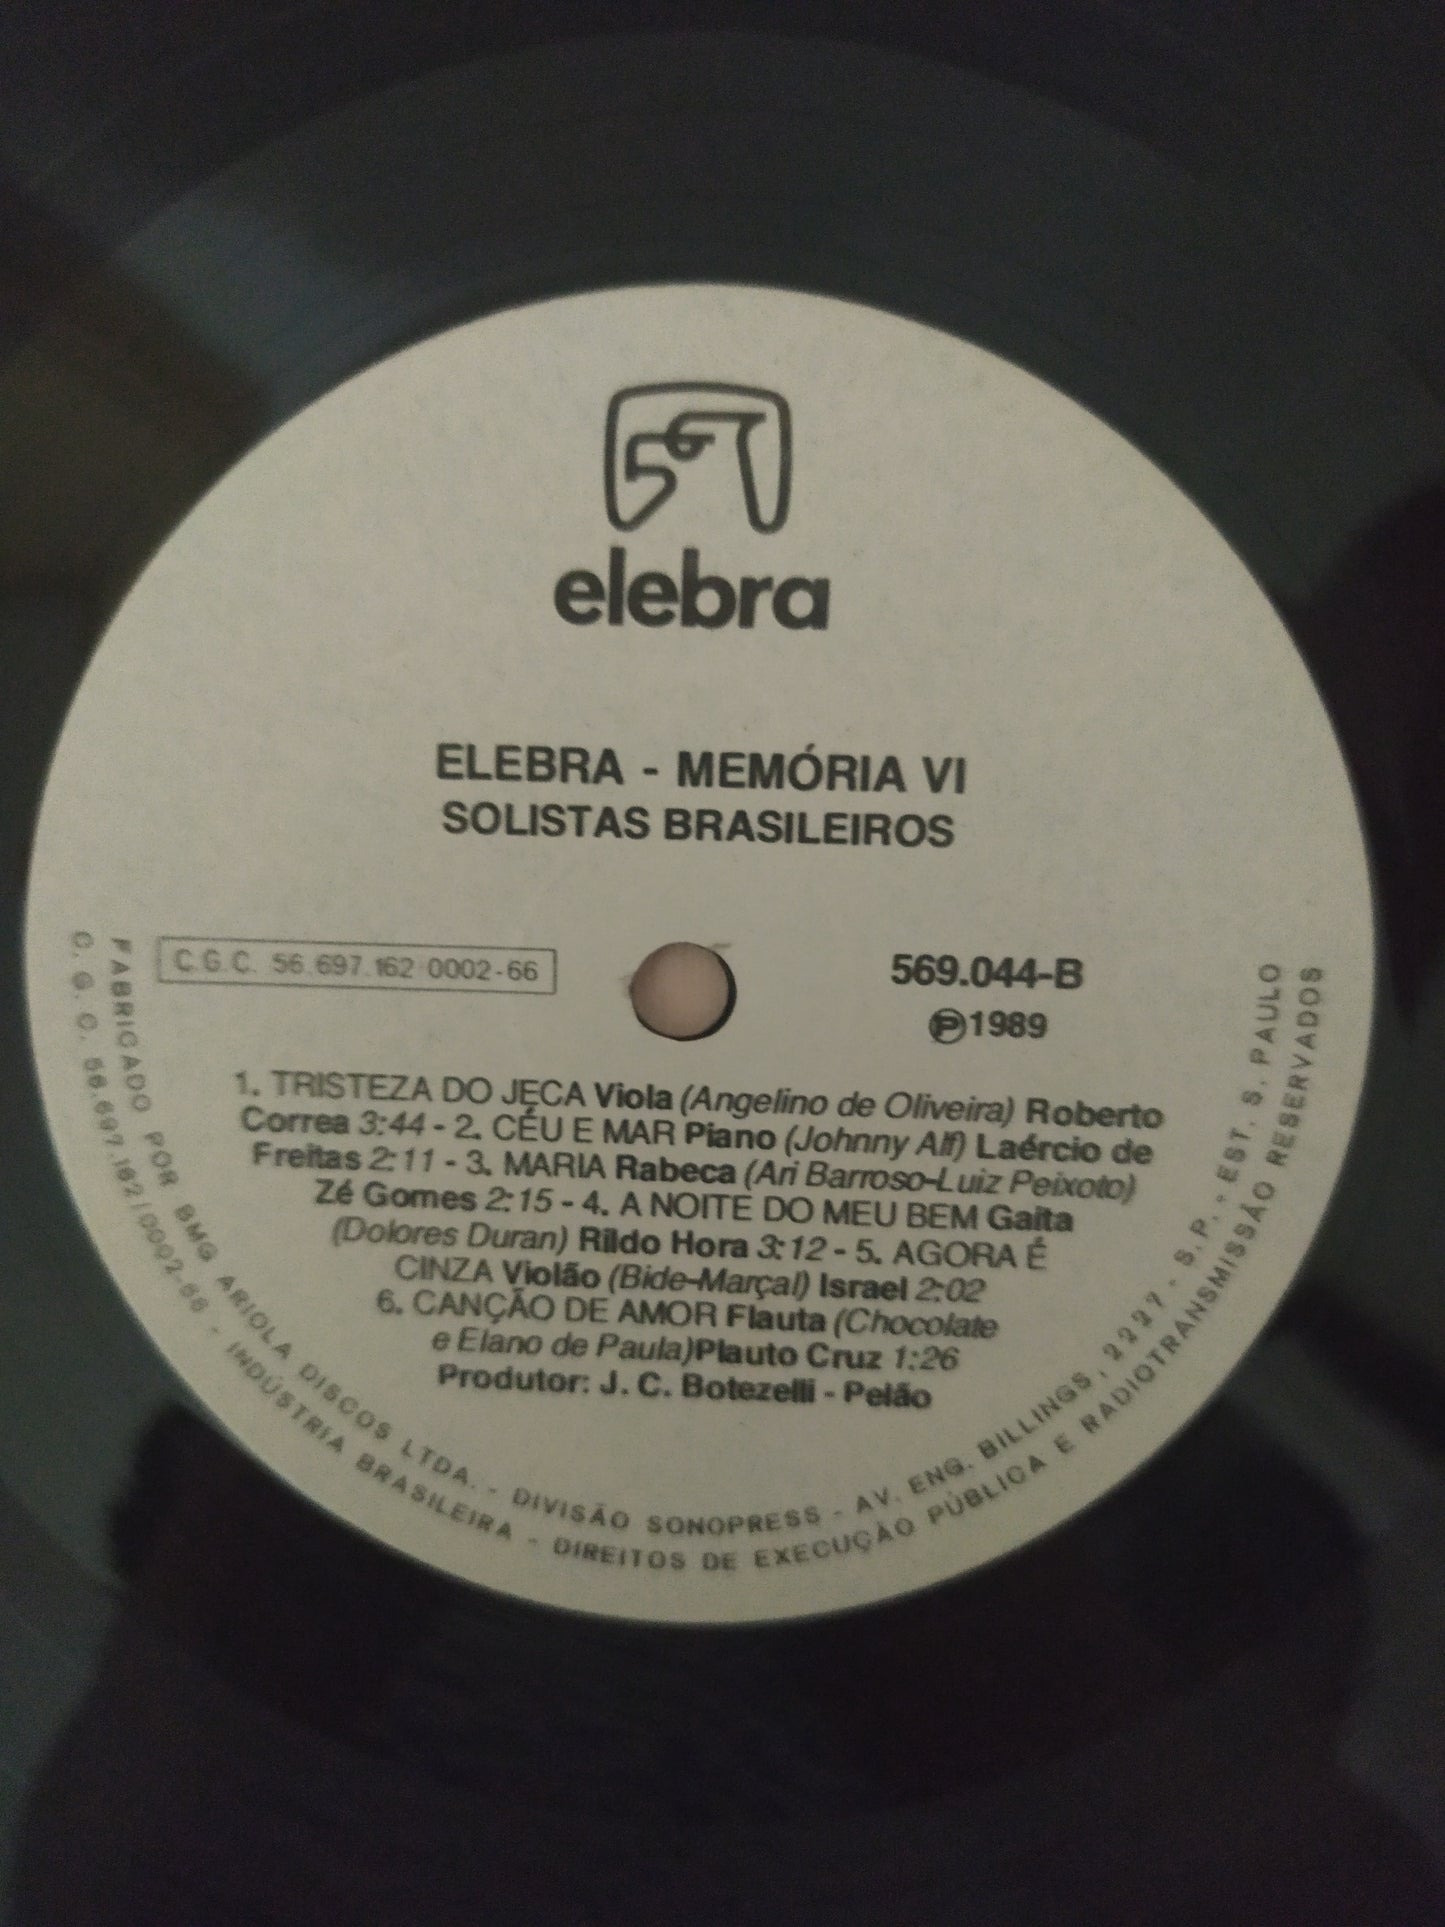 elebra
ELEBRA - MEMÓRIA VI
SOLISTAS BRASILEIROS
C.G.C. 56.697.162 0002-66
569.044-B
℗1989
1. TRISTEZA DO JECA Viola (Angelino de Oliveira) Roberto
Correa 3:44 - 2. CÉU E MAR Piano (Johnny Alf) Laércio de
Freitas 2:11 - 3. MARIA Rabeca (Ari Barroso-Luiz Peixoto)
Zé Gomes 2:15 - 4. A NOITE DO MEU BEM Gaita
(Dolores Duran) Rildo Hora 3:12 - 5. AGORA É
CINZA Violão (Bide-Marçal) Israel 2:02
6. CANÇÃO DE AMOR Flauta (Chocolate
e Elano de Paula)Plauto Cruz 1:26
Produtor: J. C. Botezelli - Pelão
FABRICADO POR BMG ARIOLA DISCOS LTDA. - DIVISÃO SONOPRESS - AV. ENG. BILLINGS, 2227 - S.P. - EST. S. PAULO
C.G.C. 56.697.162/0002-66 - INDÚSTRIA BRASILEIRA - DIREITOS DE EXECUÇÃO PÚBLICA E RADIOTRANSMISSÃO RESERVADOS